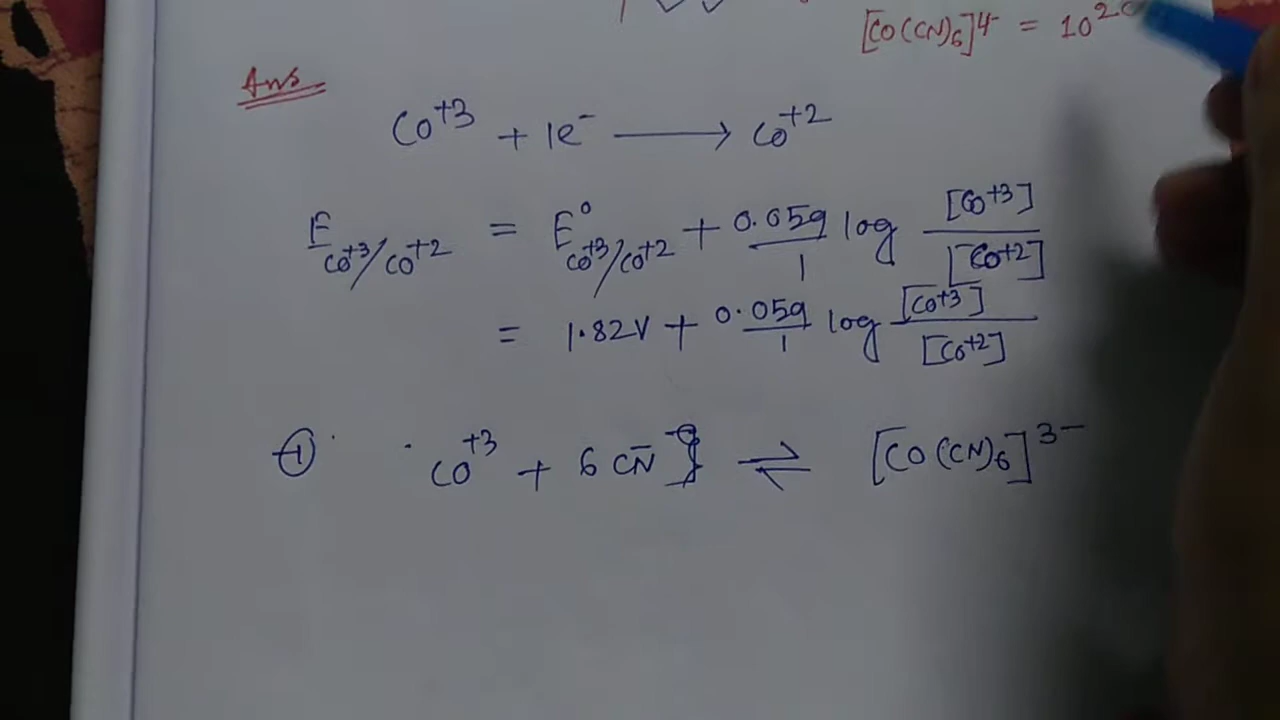 [Co(CN)6]4- = 10
Ans
Co+3 + 1e- ⟶ Co+2
E Co+3/Co+2 = E° Co+3/Co+2 + 0.059/1 log [Co+3]/[Co+2]
= 1.82V + 0.059/1 log [Co+3]/[Co+2]
① Co+3 + 6 CN- ⇌ [Co(CN)6]3-